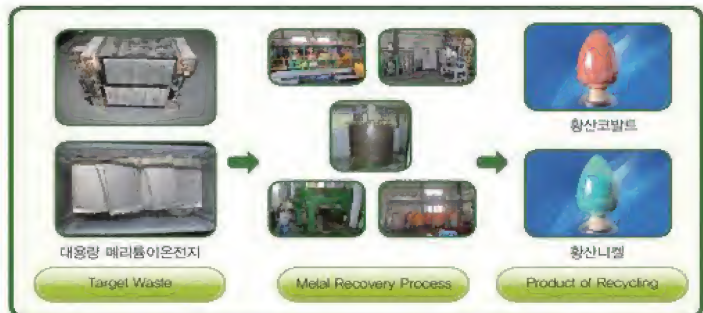 황산코발트
대용량 폐리튬이온전지
황산니켈
Target Waste
Metal Recovery Process
Product of Recycling